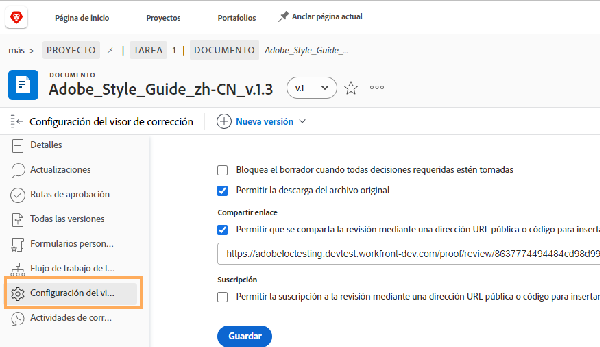 Página de inicio Proyectos Portafolios Anclar página actual
más > PROYECTO | TAREA 1 | DOCUMENTO Adobe_Style_Guide_...
DOCUMENTO
Adobe_Style_Guide_zh-CN_v.1.3 v.1
Configuración del visor de corrección Nueva versión
Detalles
Actualizaciones
Rutas de aprobación
Todas las versiones
Formularios person...
Flujo de trabajo de l...
Configuración del vi...
Actividades de corr...
Bloquea el borrador cuando todas decisiones requeridas estén tomadas
Permitir la descarga del archivo original
Compartir enlace
Permitir que se comparta la revisión mediante una dirección URL pública o código para inserta
https://adobeloctesting.devtest.workfront-dev.com/proof/review/8637774494484cd98d99
Suscripción
Permitir la suscripción a la revisión mediante una dirección URL pública o código para insertar
Guardar